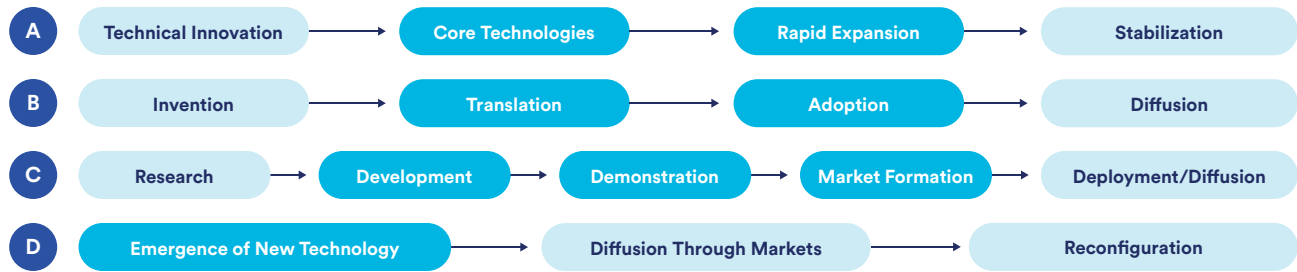 A Technical Innovation Core Technologies Rapid Expansion Stabilization
B Invention Translation Adoption Diffusion
C Research Development Demonstration Market Formation Deployment/Diffusion
D Emergence of New Technology Diffusion Through Markets Reconfiguration